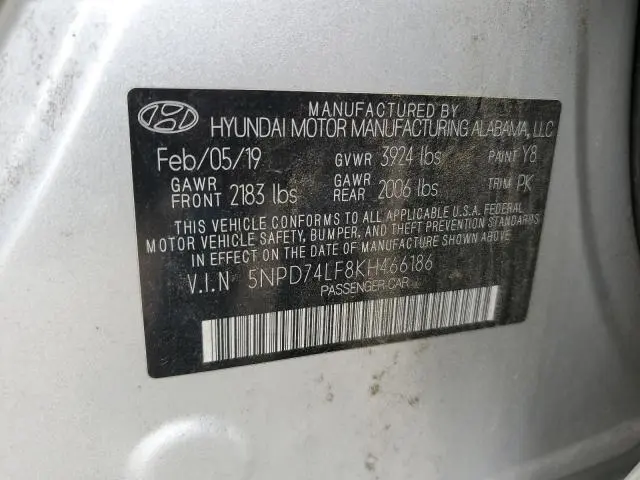 MANUFACTURED BY
HYUNDAI MOTOR MANUFACTURING ALABAMA, LLC
Feb/05/19 GVWR 3924 lbs PAINT Y8
GAWR FRONT 2183 lbs GAWR REAR 2006 lbs TRIM PK
THIS VEHICLE CONFORMS TO ALL APPLICABLE U.S.A. FEDERAL
MOTOR VEHICLE SAFETY, BUMPER, AND THEFT PREVENTION STANDARDS
IN EFFECT ON THE DATE OF MANUFACTURE SHOWN ABOVE.
V.I.N 5NPD74LF8KH466186
PASSENGER CAR